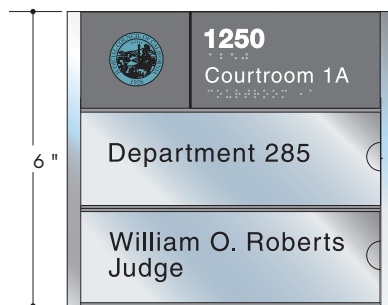 1250
Courtroom 1A
6 "
Department 285
William O. Roberts
Judge